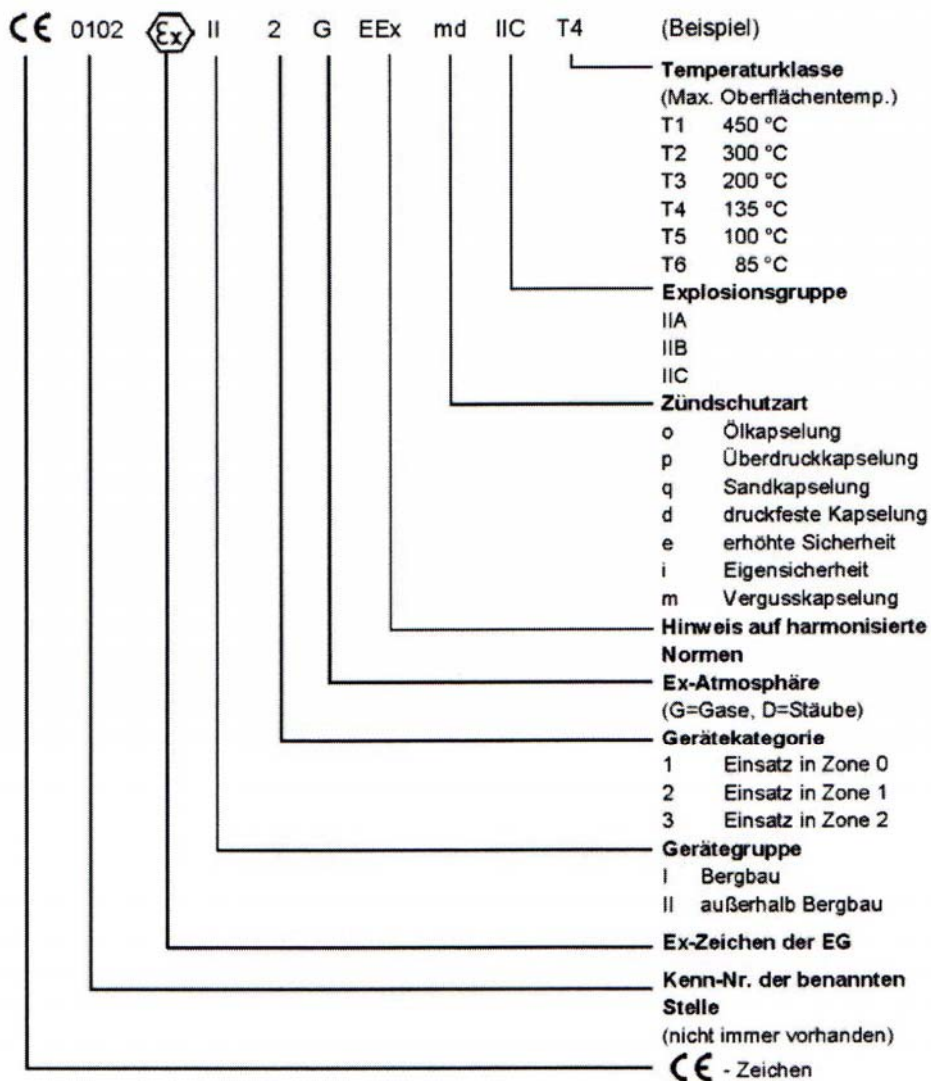 CE 0102 Ex II 2 G EEx md IIC T4 (Beispiel)
Temperaturklasse
(Max. Oberflächentemp.)
T1 450 °C
T2 300 °C
T3 200 °C
T4 135 °C
T5 100 °C
T6 85 °C
Explosionsgruppe
IIA
IIB
IIC
Zündschutzart
o Ölkapselung
p Überdruckkapselung
q Sandkapselung
d druckfeste Kapselung
e erhöhte Sicherheit
i Eigensicherheit
m Vergusskapselung
Hinweis auf harmonisierte
Normen
Ex-Atmosphäre
(G=Gase, D=Stäube)
Gerätekategorie
1 Einsatz in Zone 0
2 Einsatz in Zone 1
3 Einsatz in Zone 2
Gerätegruppe
I Bergbau
II außerhalb Bergbau
Ex-Zeichen der EG
Kenn-Nr. der benannten
Stelle
(nicht immer vorhanden)
CE - Zeichen